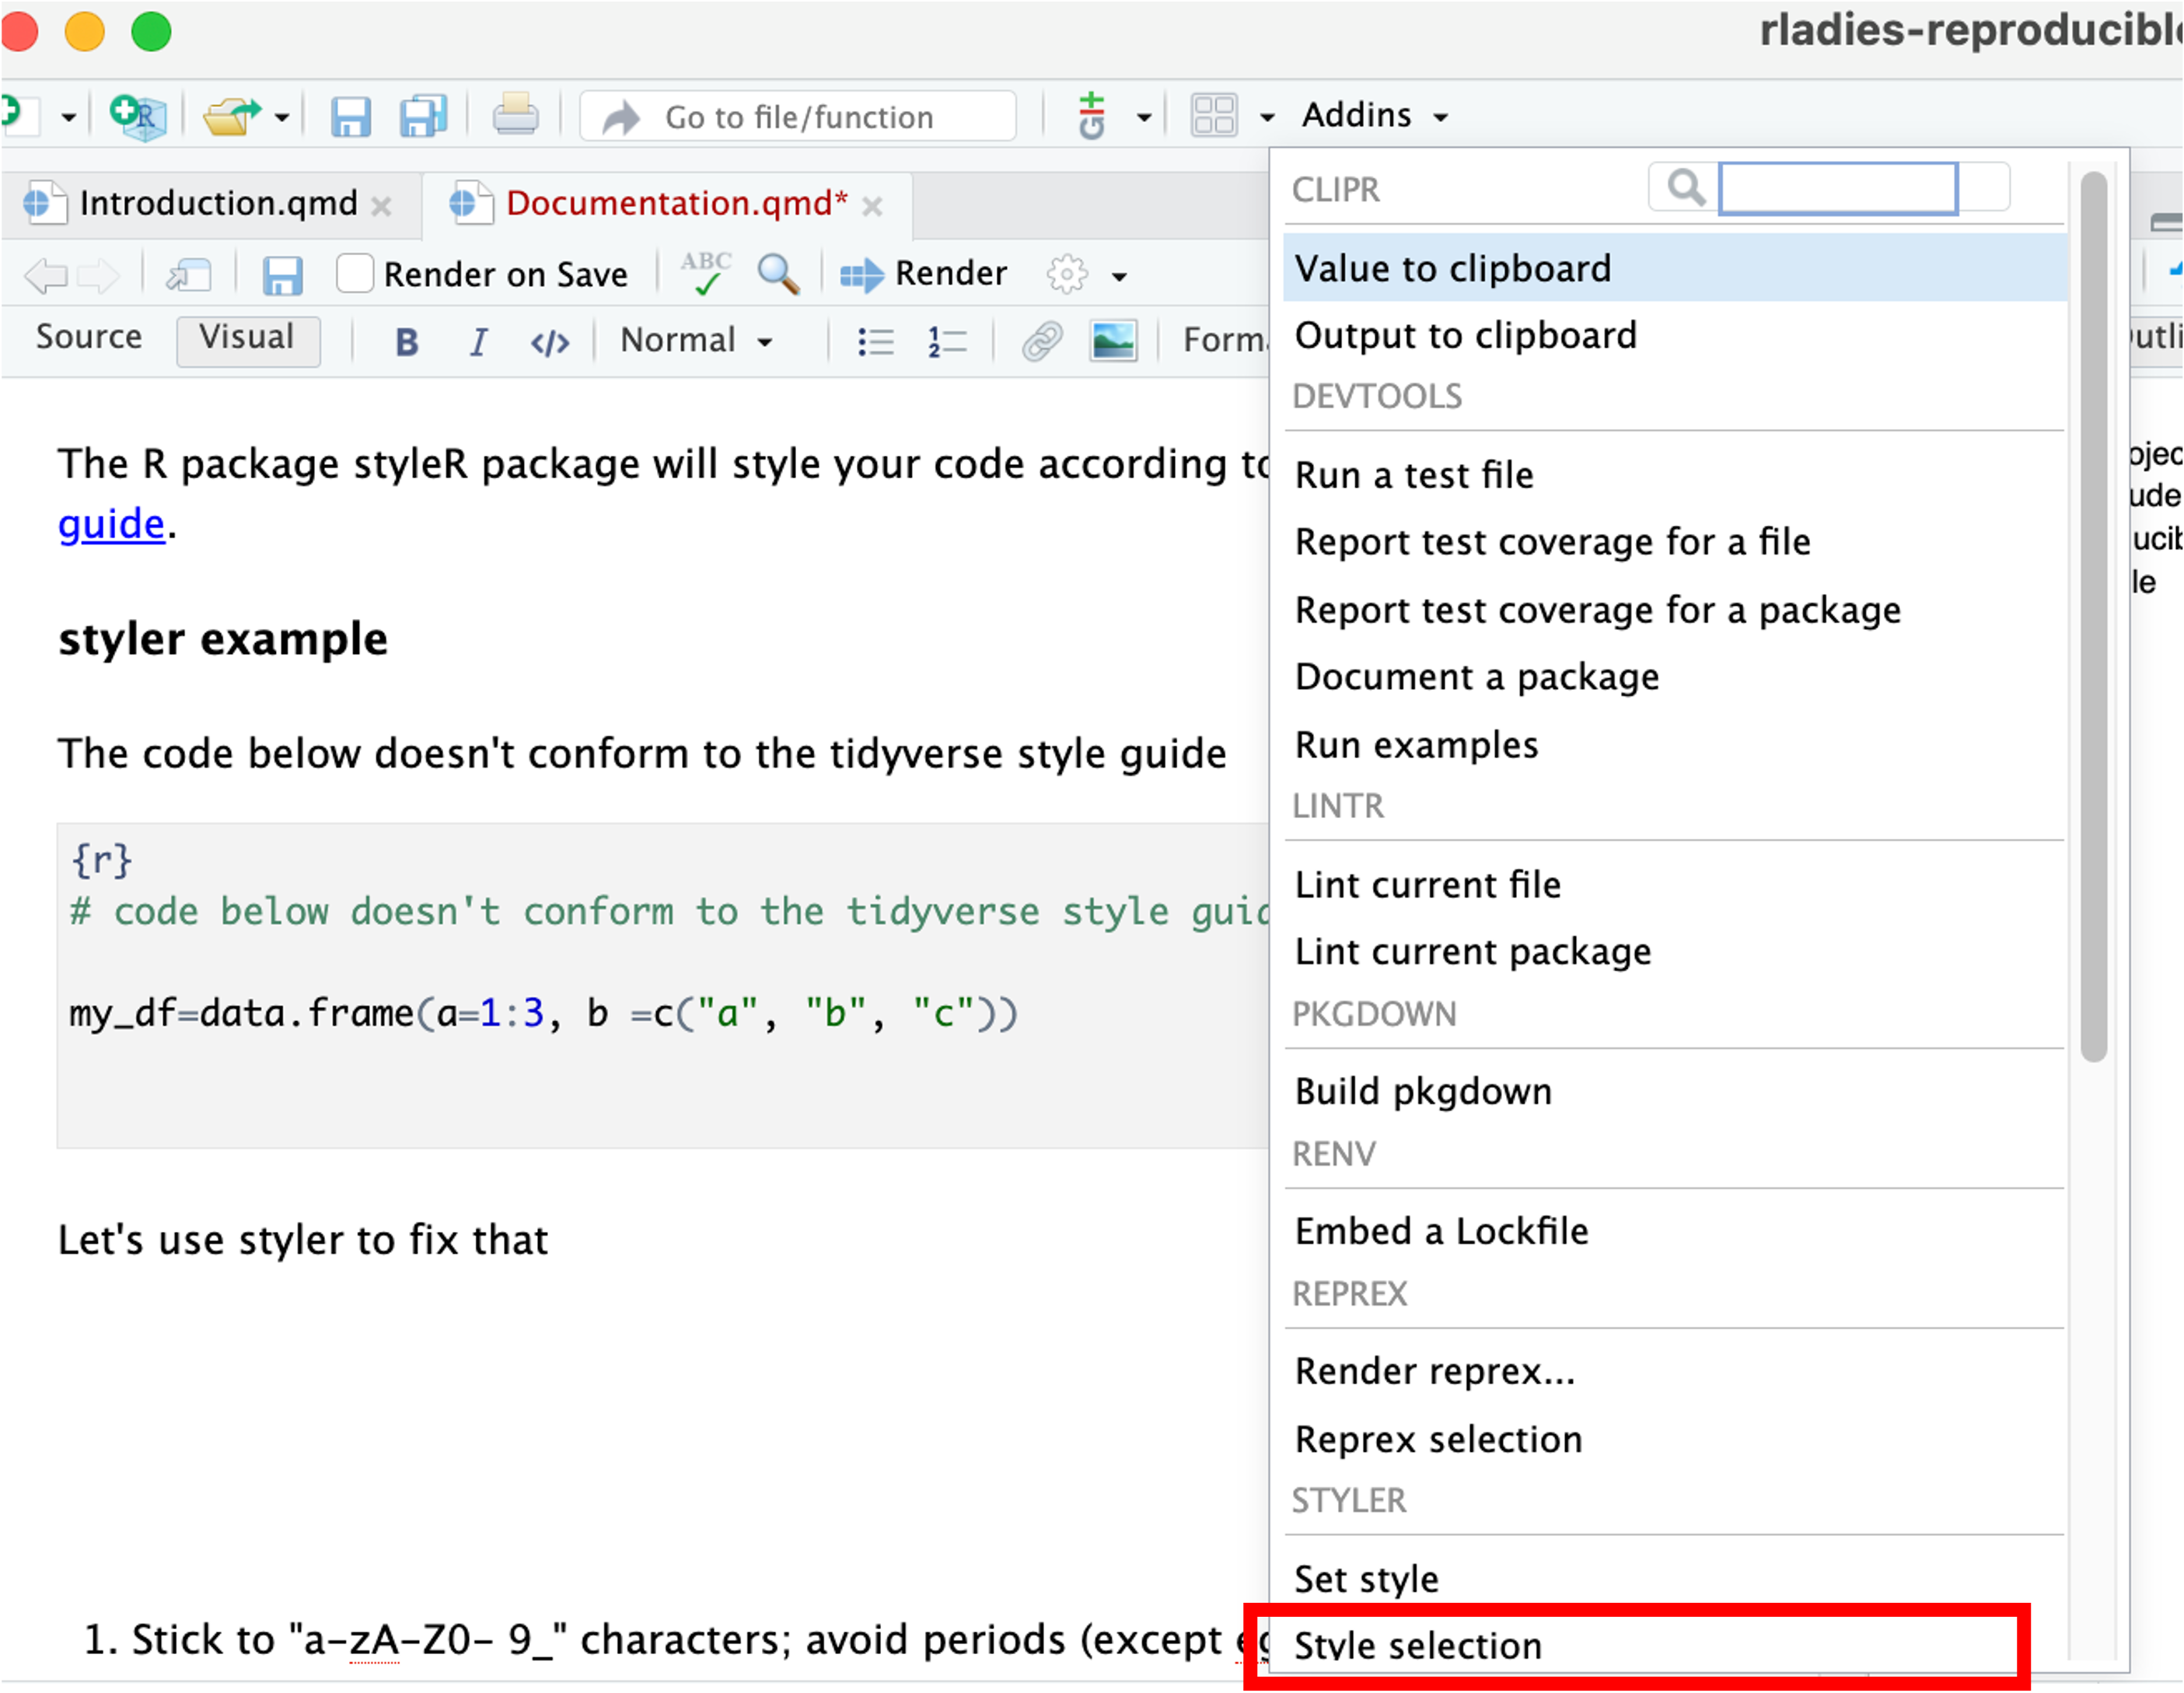 rladies-reproducibl
Go to file/function
Git
Addins
Introduction.qmd
Documentation.qmd*
Render on Save
ABC
Render
Source
Visual
B
I
</>
Normal
Form
The R package styleR package will style your code according to
guide.
styler example
The code below doesn't conform to the tidyverse style guide
{r}
# code below doesn't conform to the tidyverse style guid
my_df=data.frame(a=1:3, b =c("a", "b", "c"))
Let's use styler to fix that
1. Stick to "a-zA-Z0- 9_" characters; avoid periods (except eg
CLIPR
Value to clipboard
Output to clipboard
DEVTOOLS
Run a test file
Report test coverage for a file
Report test coverage for a package
Document a package
Run examples
LINTR
Lint current file
Lint current package
PKGDOWN
Build pkgdown
RENV
Embed a Lockfile
REPREX
Render reprex...
Reprex selection
STYLER
Set style
Style selection